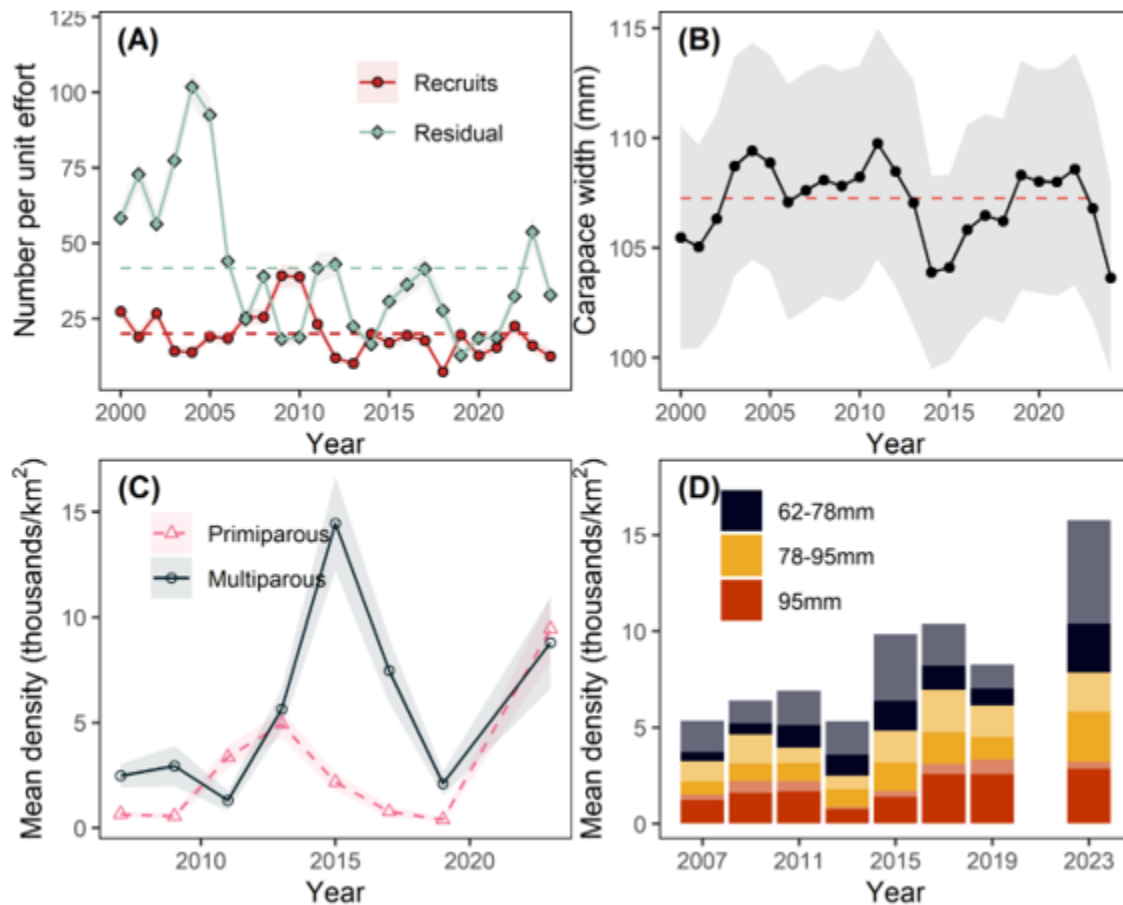 (A)
Number per unit effort
125
100
75
50
25
Recruits
Residual
2000
2005
2010
2015
2020
Year
(B)
Carapace width (mm)
115
110
105
100
2000
2005
2010
2015
2020
Year
(C)
Mean density (thousands/km²)
15
10
5
0
Primiparous
Multiparous
2010
2015
2020
Year
(D)
Mean density (thousands/km²)
15
10
5
0
62-78mm
78-95mm
95mm
2007
2011
2015
2019
2023
Year